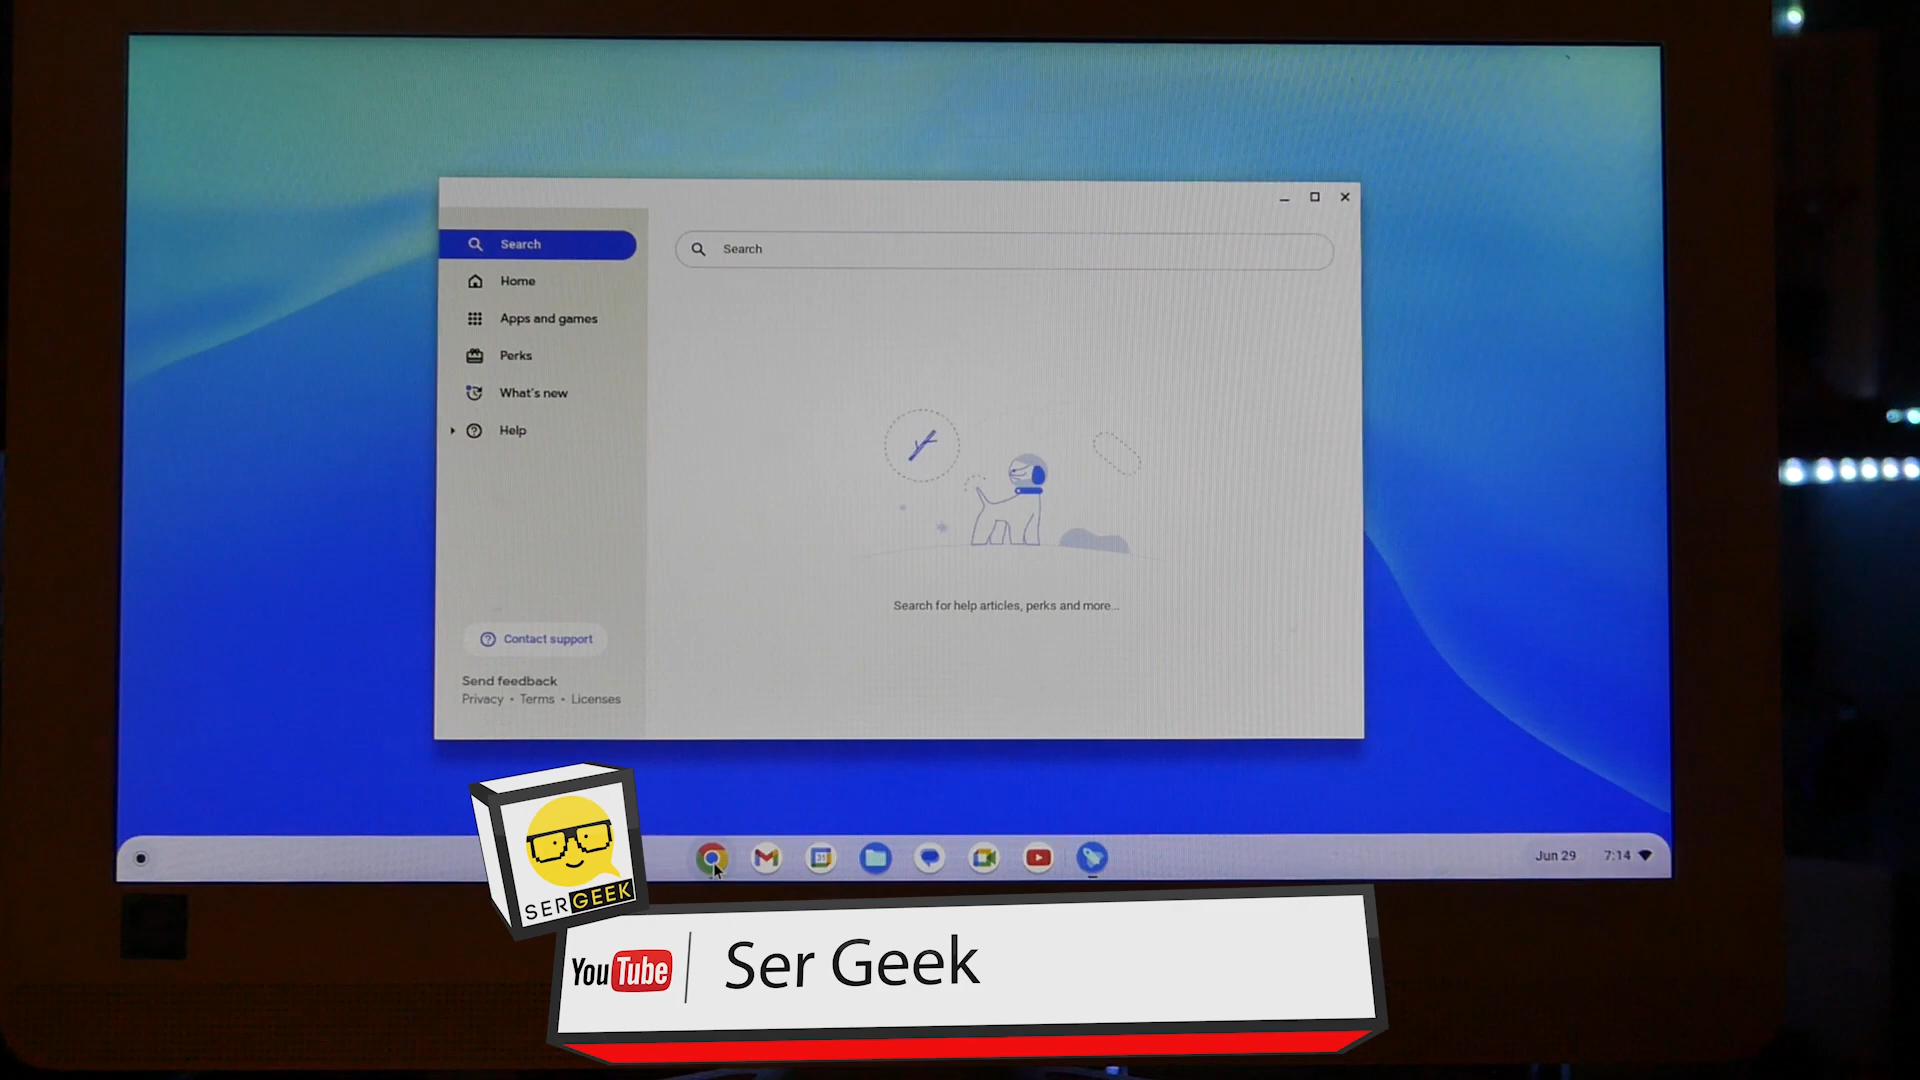 Search
Search
Home
Apps and games
Perks
What's new
Help
Search for help articles, perks and more...
Contact support
Send feedback
Privacy • Terms • Licenses
31
Jun 29
7:14
SERGEEK
YouTube
Ser Geek